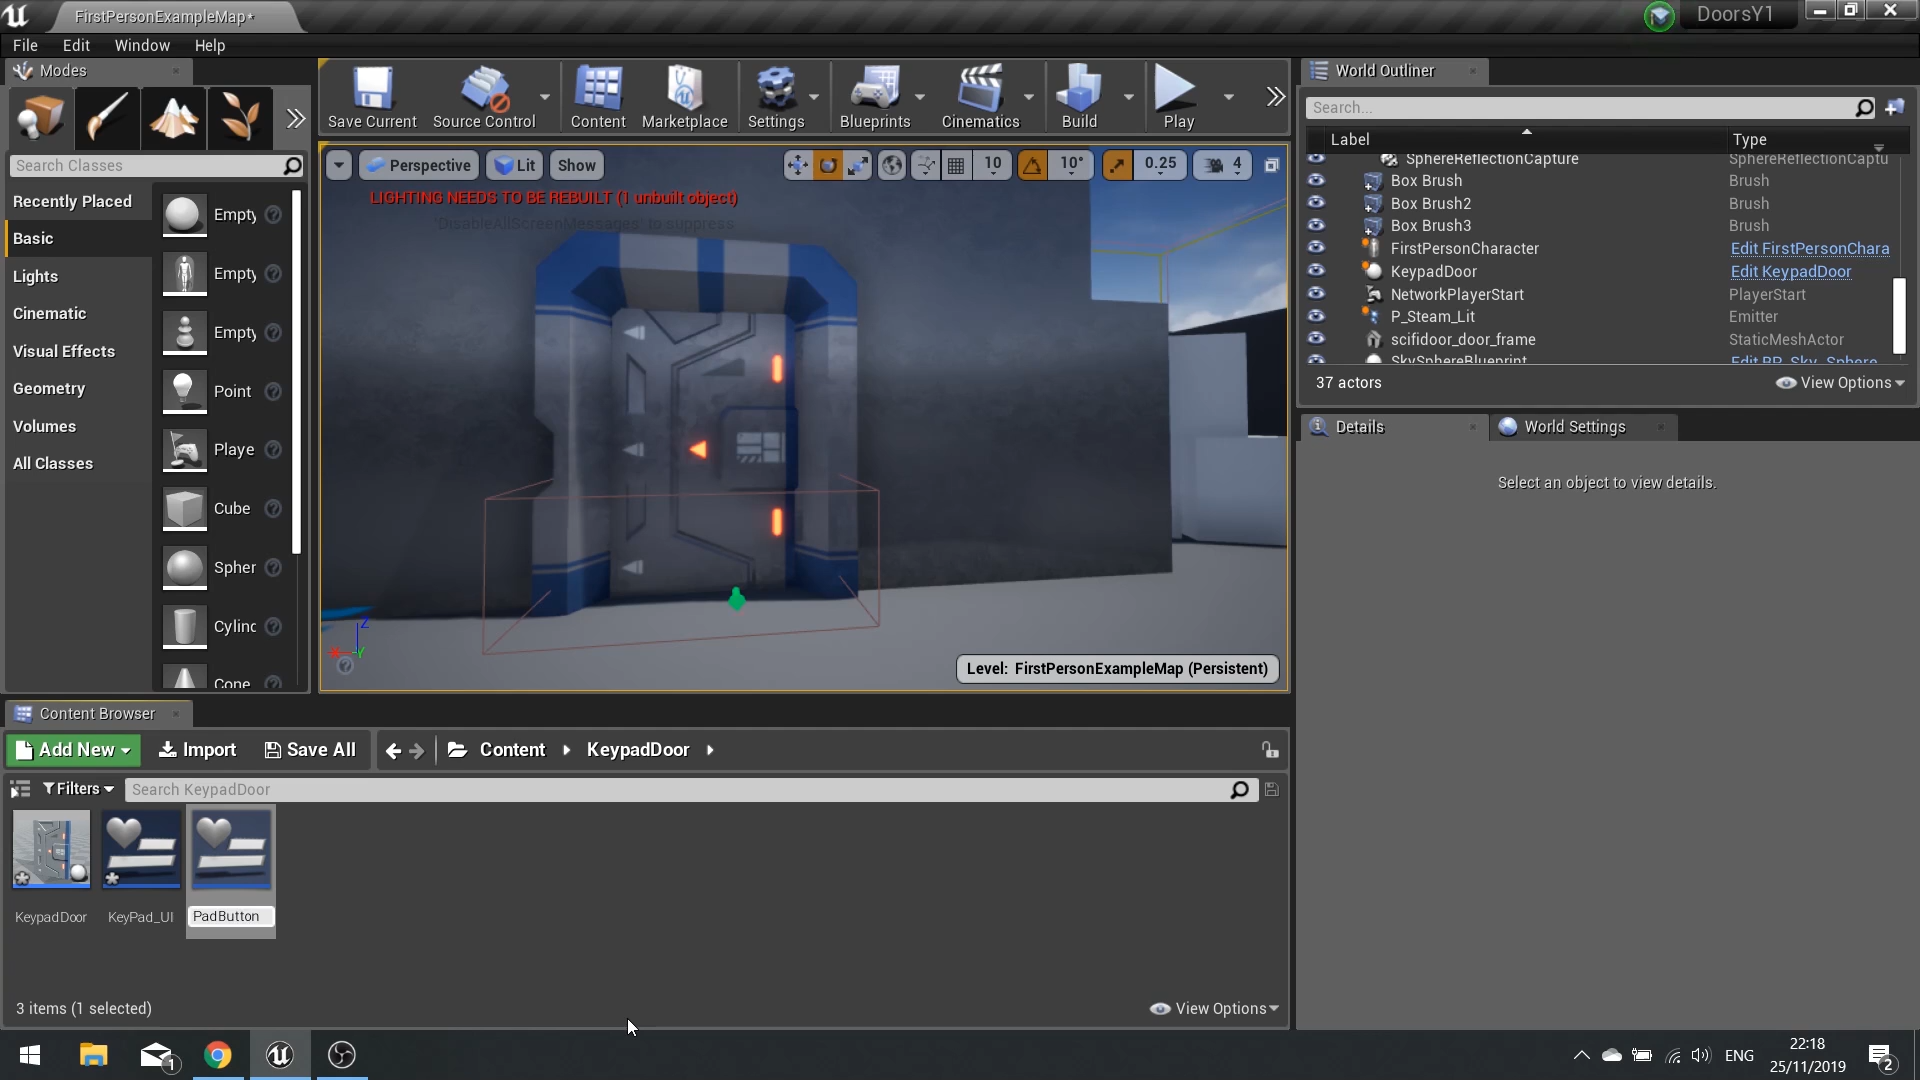 FirstPersonExampleMap*
DoorsY1
File Edit Window Help
Modes
Search Classes
Recently Placed
Basic
Lights
Cinematic
Visual Effects
Geometry
Volumes
All Classes
Empty
Empty
Empty
Point
Playe
Cube
Spher
Cylinc
Cone
Save Current
Source Control
Content
Marketplace
Settings
Blueprints
Cinematics
Build
Play
Perspective Lit Show 10 10° 0.25 4
LIGHTING NEEDS TO BE REBUILT (1 unbuilt object)
'DisableAllScreenMessages' to suppress
Z
Y
Level: FirstPersonExampleMap (Persistent)
World Outliner
Search...
Label Type
SphereReflectionCapture SphereReflectionCaptu
Box Brush Brush
Box Brush2 Brush
Box Brush3 Brush
FirstPersonCharacter Edit FirstPersonChara
KeypadDoor Edit KeypadDoor
NetworkPlayerStart PlayerStart
P_Steam_Lit Emitter
scifidoor_door_frame StaticMeshActor
SkySphereBlueprint Edit BP_Sky_Sphere
37 actors View Options
Details World Settings
Select an object to view details.
Content Browser
Add New Import Save All Content KeypadDoor
Filters Search KeypadDoor
KeypadDoor KeyPad_UI PadButton
3 items (1 selected) View Options
1
ENG
22:18
25/11/2019
2